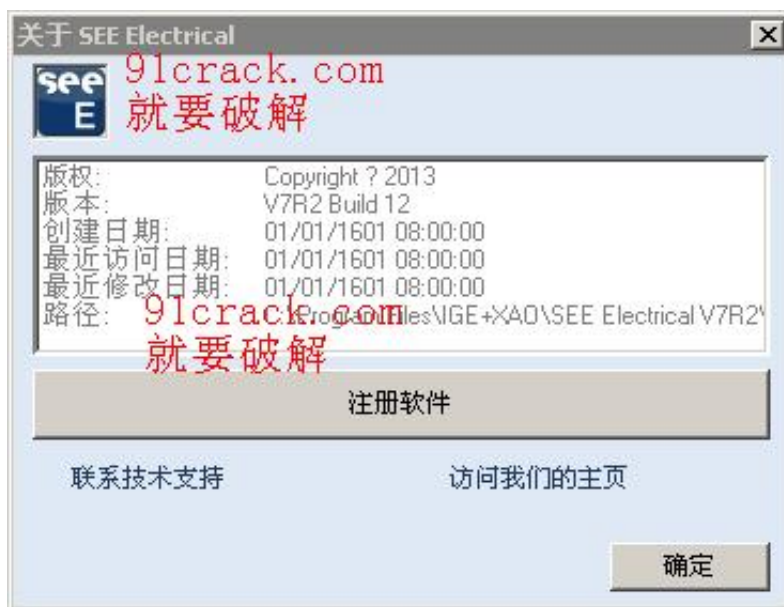 关于 SEE Electrical
see
E
91crack.com
就要破解
版权: Copyright ? 2013
版本: V7R2 Build 12
创建日期: 01/01/1601 08:00:00
最近访问日期: 01/01/1601 08:00:00
最近修改日期: 01/01/1601 08:00:00
路径: \Program Files\IGE+XAO\SEE Electrical V7R2\
91crack.com
就要破解
注册软件
联系技术支持 访问我们的主页
确定